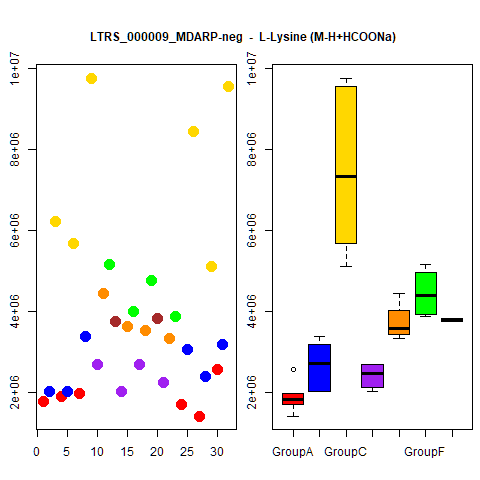 LTRS_000009_MDARP-neg - L-Lysine (M-H+HCOONa)
1e+07
8e+06
6e+06
4e+06
2e+06
0 5 10 15 20 25 30
1e+07
8e+06
6e+06
4e+06
2e+06
GroupA GroupC GroupF